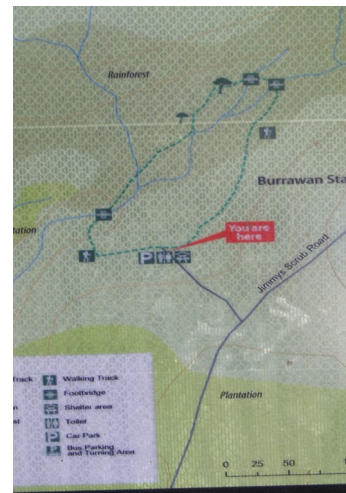 Rainforest
Burrawan Sta
tation
You are
here
P
Jimmys Scrub Road
Plantation
Track
Walking Track
Footbridge
Shelter area
Toilet
P
Car Park
Bus Parking
and Turning Area
0 25 50